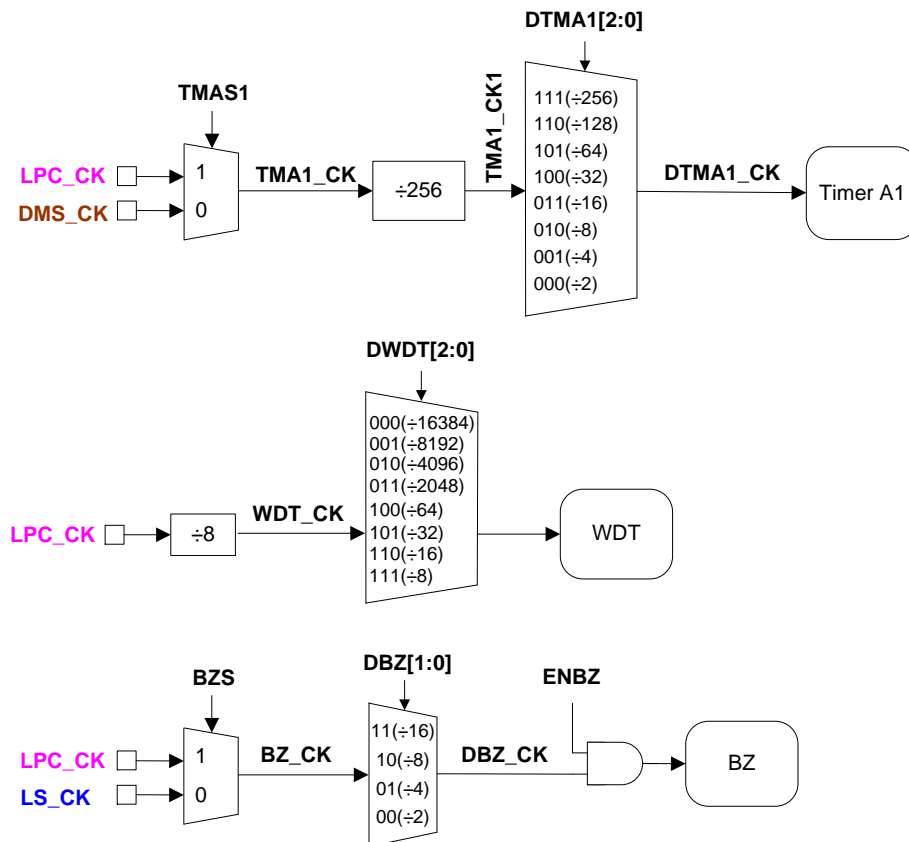 DTMA1[2:0]
TMAS1
TMA1_CK1
111(÷256)
110(÷128)
101(÷64)
100(÷32)
011(÷16)
010(÷8)
001(÷4)
000(÷2)
LPC_CK
1
DMS_CK
0
TMA1_CK
÷256
DTMA1_CK
Timer A1
DWDT[2:0]
000(÷16384)
001(÷8192)
010(÷4096)
011(÷2048)
100(÷64)
101(÷32)
110(÷16)
111(÷8)
LPC_CK
÷8
WDT_CK
WDT
BZS
DBZ[1:0]
ENBZ
LPC_CK
1
LS_CK
0
BZ_CK
11(÷16)
10(÷8)
01(÷4)
00(÷2)
DBZ_CK
BZ